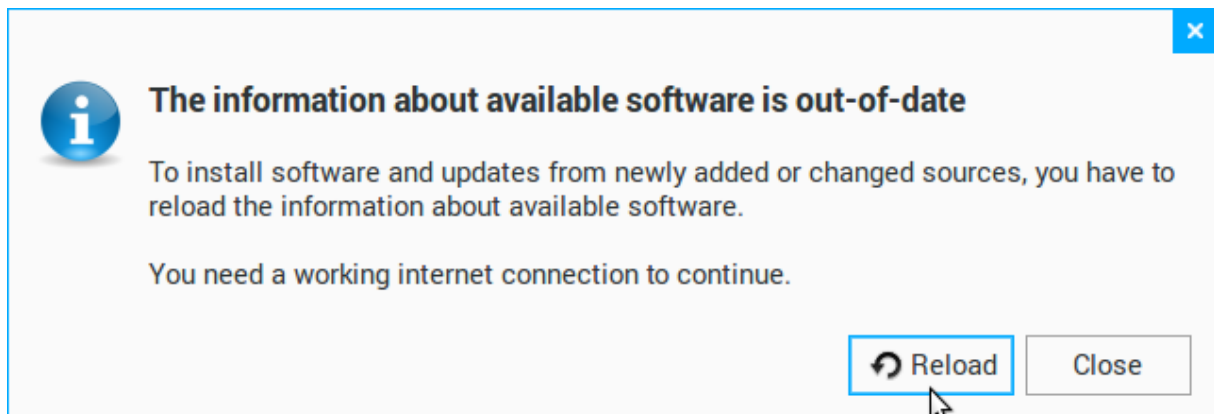 The information about available software is out-of-date
To install software and updates from newly added or changed sources, you have to
reload the information about available software.
You need a working internet connection to continue.
Reload
Close